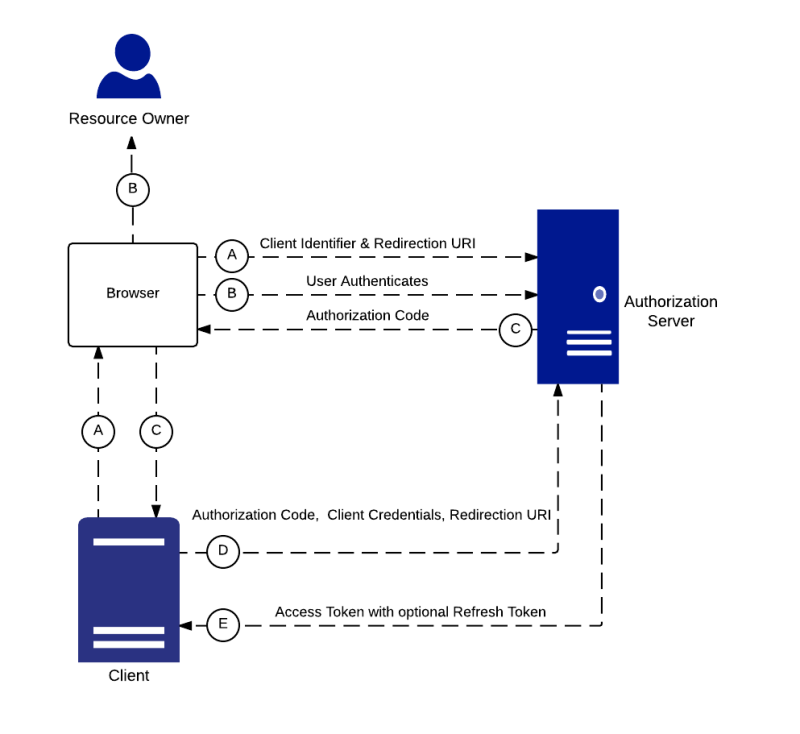 Resource Owner
B
A
Client Identifier & Redirection URI
Browser
B
User Authenticates
Authorization
Server
Authorization Code
C
A
C
Authorization Code,  Client Credentials, Redirection URI
D
Access Token with optional Refresh Token
E
Client